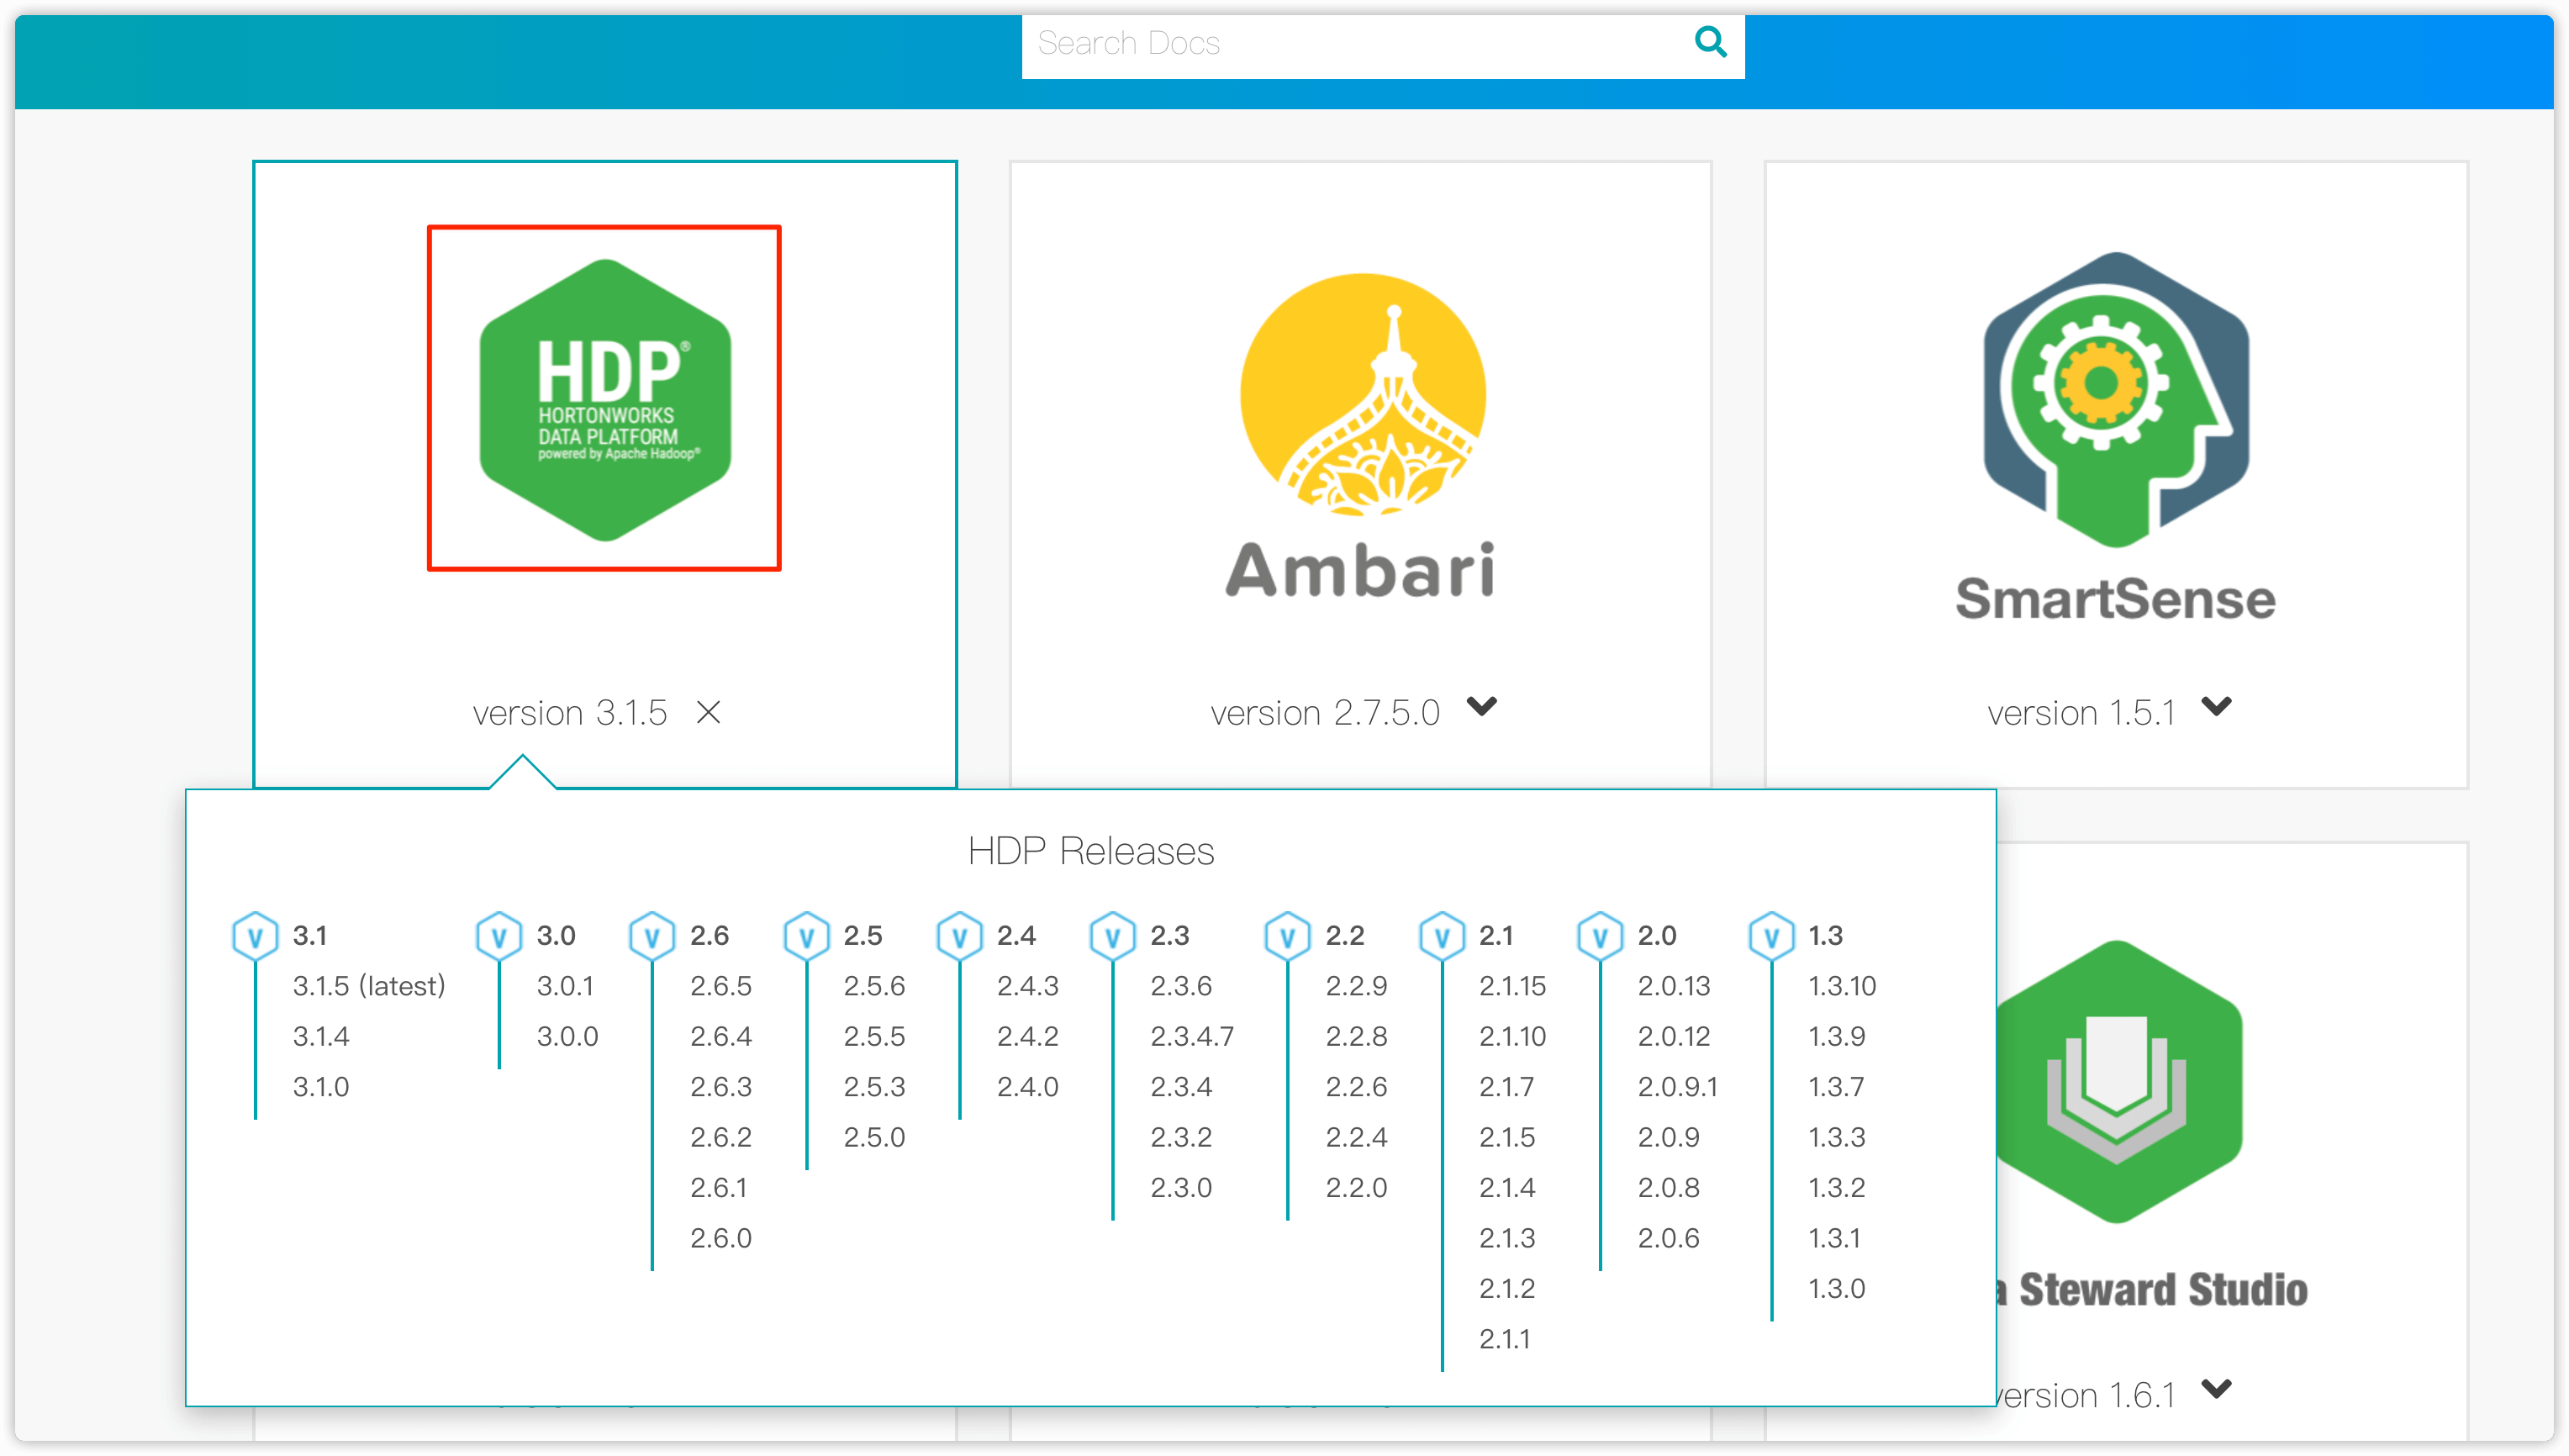 Search Docs
HDP®
HORTONWORKS
DATA PLATFORM
powered by Apache Hadoop®
version 3.1.5
Ambari
version 2.7.5.0
SmartSense
version 1.5.1
HDP Releases
V 3.1
3.1.5 (latest)
3.1.4
3.1.0
V 3.0
3.0.1
3.0.0
V 2.6
2.6.5
2.6.4
2.6.3
2.6.2
2.6.1
2.6.0
V 2.5
2.5.6
2.5.5
2.5.3
2.5.0
V 2.4
2.4.3
2.4.2
2.4.0
V 2.3
2.3.6
2.3.4.7
2.3.4
2.3.2
2.3.0
V 2.2
2.2.9
2.2.8
2.2.6
2.2.4
2.2.0
V 2.1
2.1.15
2.1.10
2.1.7
2.1.5
2.1.4
2.1.3
2.1.2
2.1.1
V 2.0
2.0.13
2.0.12
2.0.9.1
2.0.9
2.0.8
2.0.6
V 1.3
1.3.10
1.3.9
1.3.7
1.3.3
1.3.2
1.3.1
1.3.0
a Steward Studio
version 1.6.1